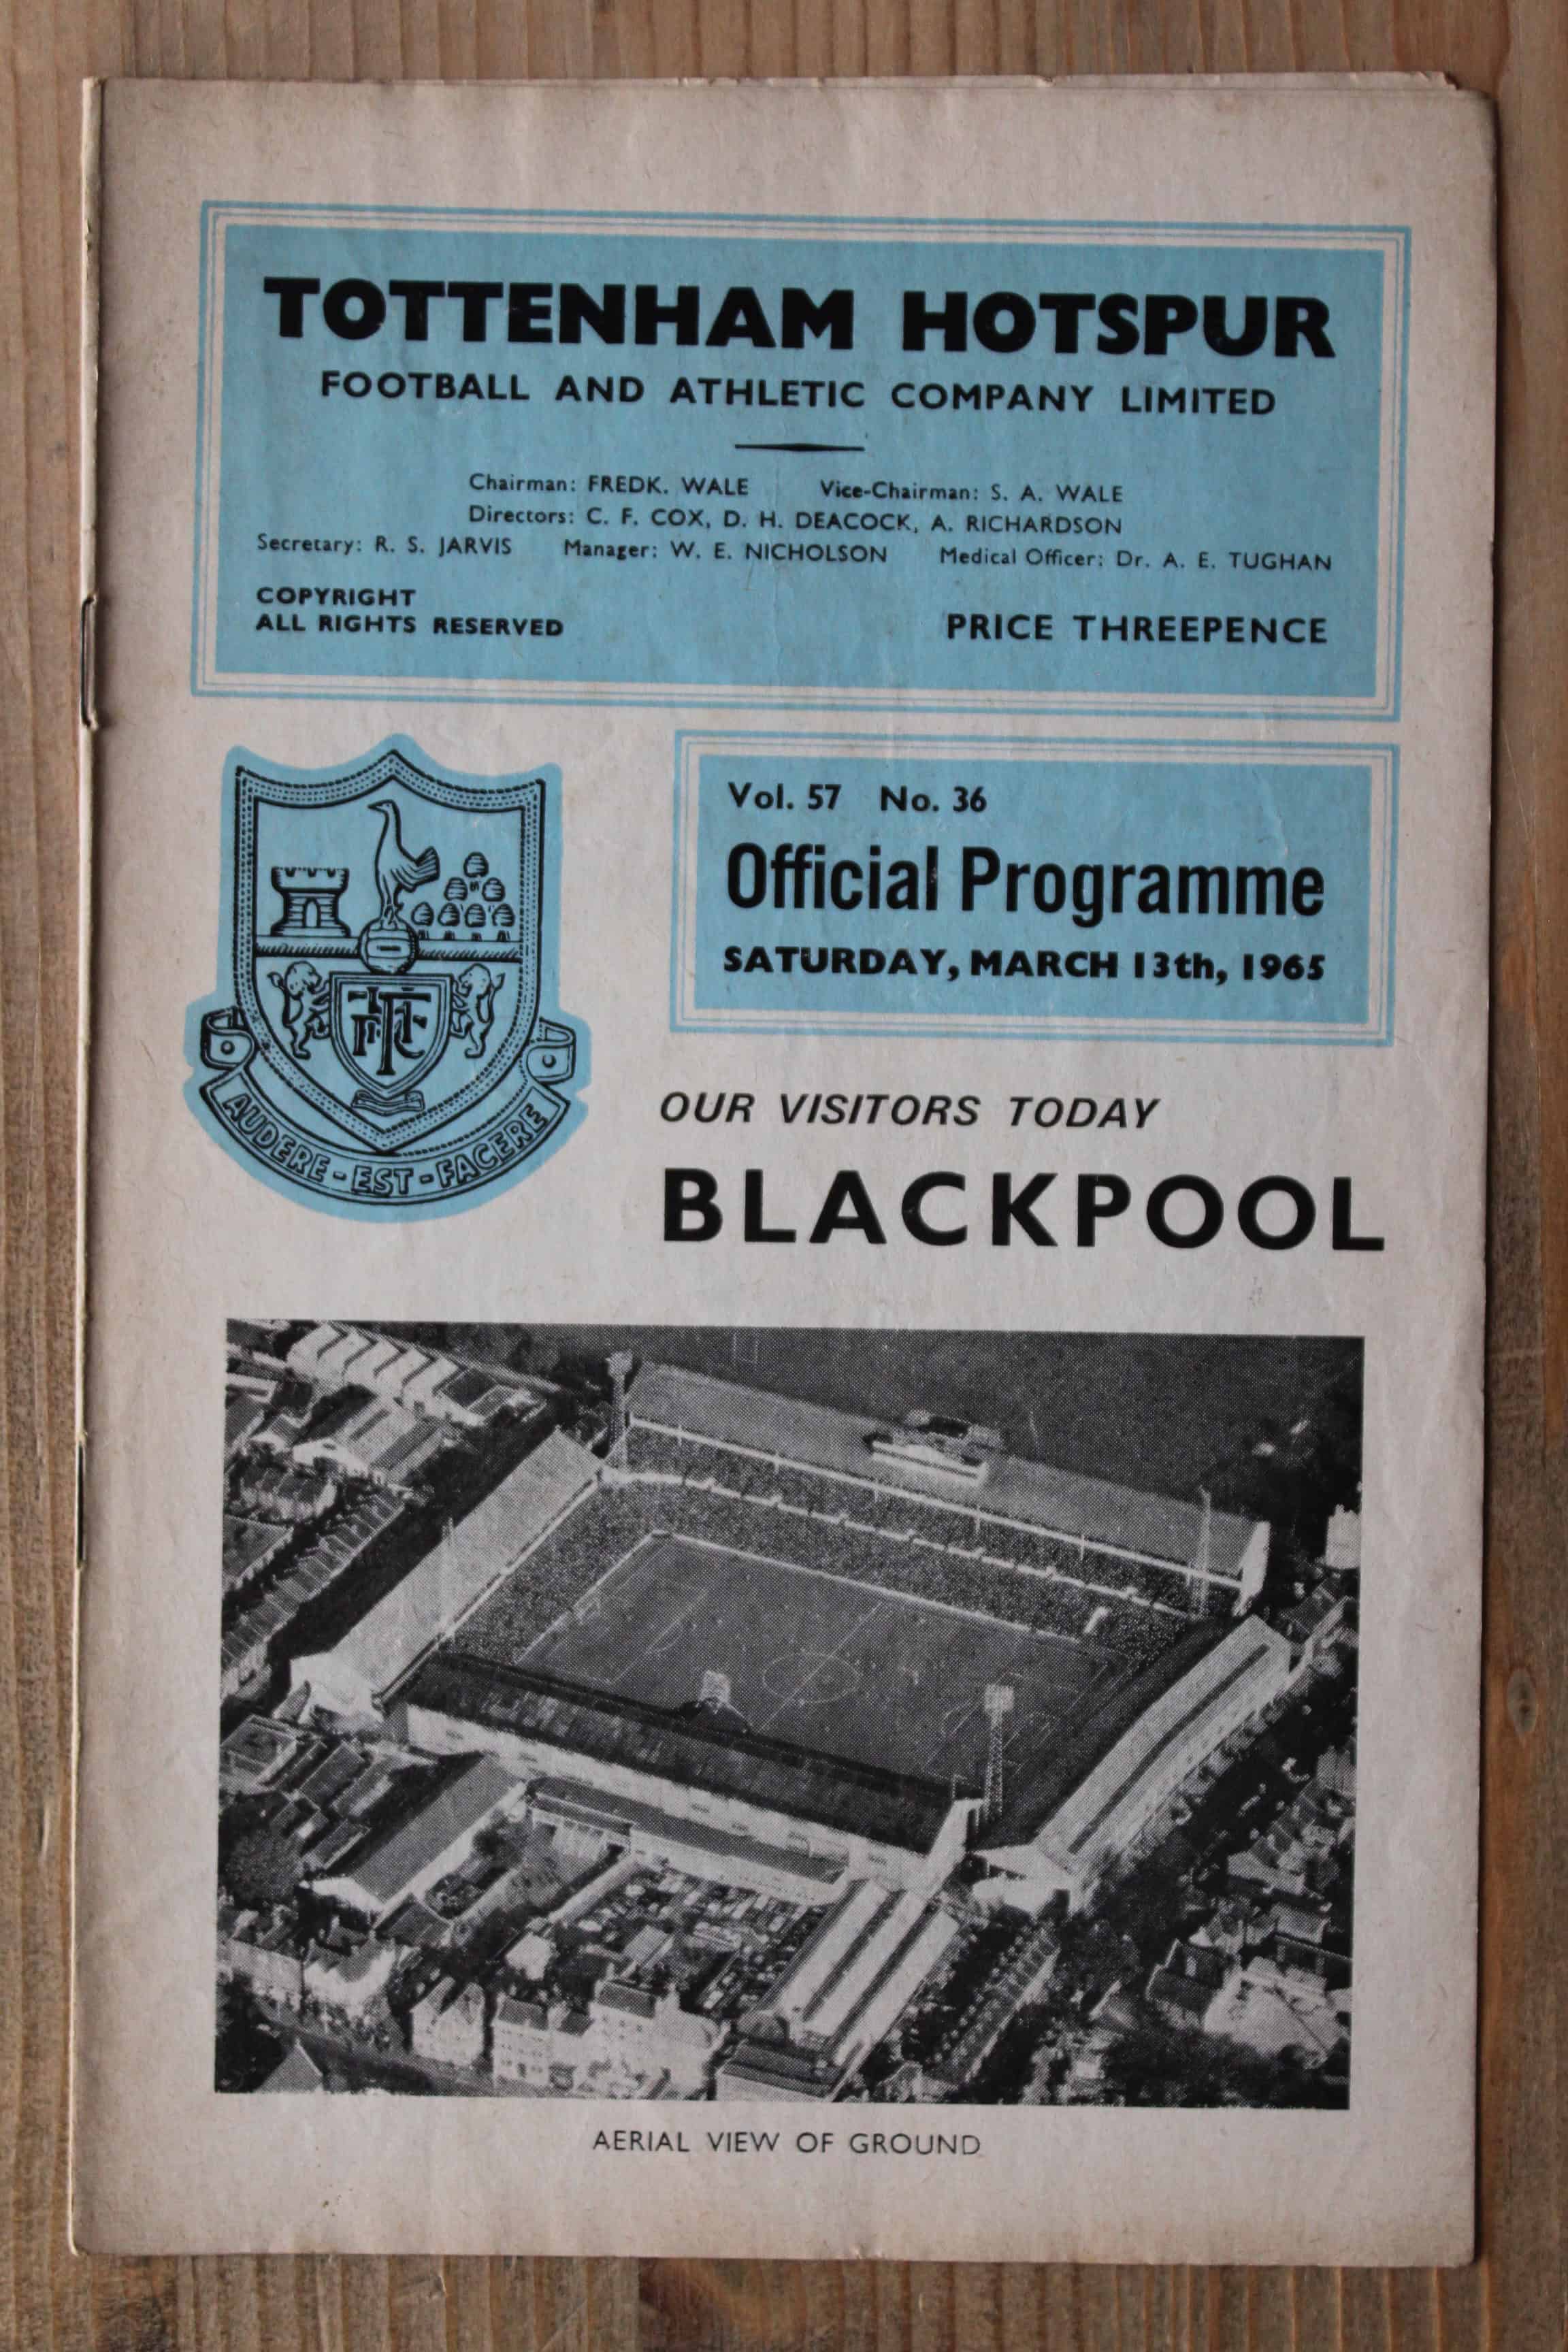 TOTTENHAM HOTSPUR
FOOTBALL AND ATHLETIC COMPANY LIMITED
Chairman: FREDK. WALE Vice-Chairman: S. A. WALE
Directors: C. F. COX, D. H. DEACOCK, A. RICHARDSON
Secretary: R. S. JARVIS Manager: W. E. NICHOLSON Medical Officer: Dr. A. E. TUGHAN
COPYRIGHT
ALL RIGHTS RESERVED
PRICE THREEPENCE
Vol. 57 No. 36
Official Programme
SATURDAY, MARCH 13th, 1965
AUDERE-EST-FACERE
OUR VISITORS TODAY
BLACKPOOL
AERIAL VIEW OF GROUND